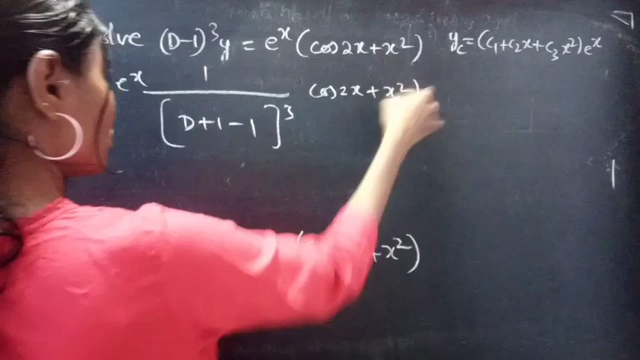 lve (D-1)³y = eˣ(cos2x+x²) y_c=(c₁+c₂x+c₃x²)eˣ
eˣ 1/[D+1-1]³ cos2x+x²)
( +x²)